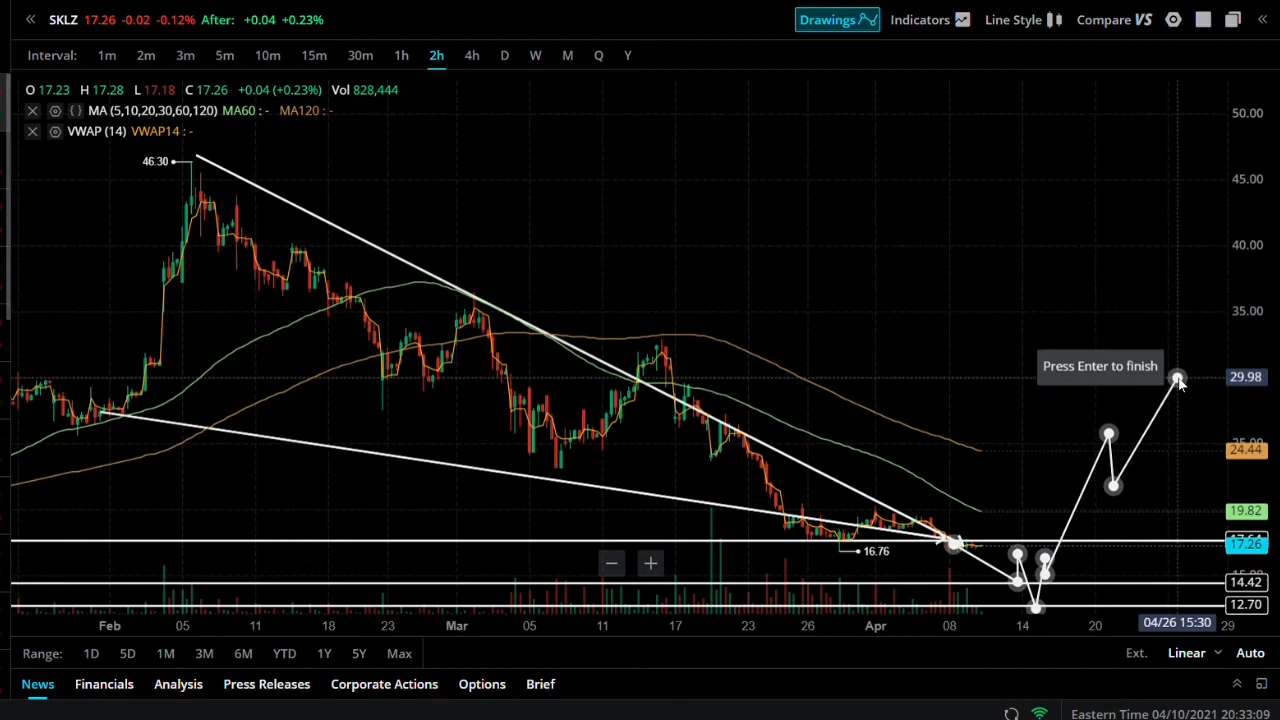 SKLZ 17.26 -0.02 -0.12% After: +0.04 +0.23% Drawings Indicators Line Style Compare VS
Interval: 1m 2m 3m 5m 10m 15m 30m 1h 2h 4h D W M Q Y
O 17.23 H 17.28 L 17.18 C 17.26 +0.04 (+0.23%) Vol 828,444
MA (5,10,20,30,60,120) MA60 : - MA120 : -
VWAP (14) VWAP14 : -
50.00
46.30
45.00
40.00
35.00
Press Enter to finish
29.98
24.44
19.82
17.26
16.76
14.42
12.70
Feb 05 11 18 23 Mar 05 11 17 23 26 Apr 08 14 20 04/26 15:30 29
Range: 1D 5D 1M 3M 6M YTD 1Y 5Y Max Ext. Linear Auto
News Financials Analysis Press Releases Corporate Actions Options Brief
Eastern Time 04/10/2021 20:33:09